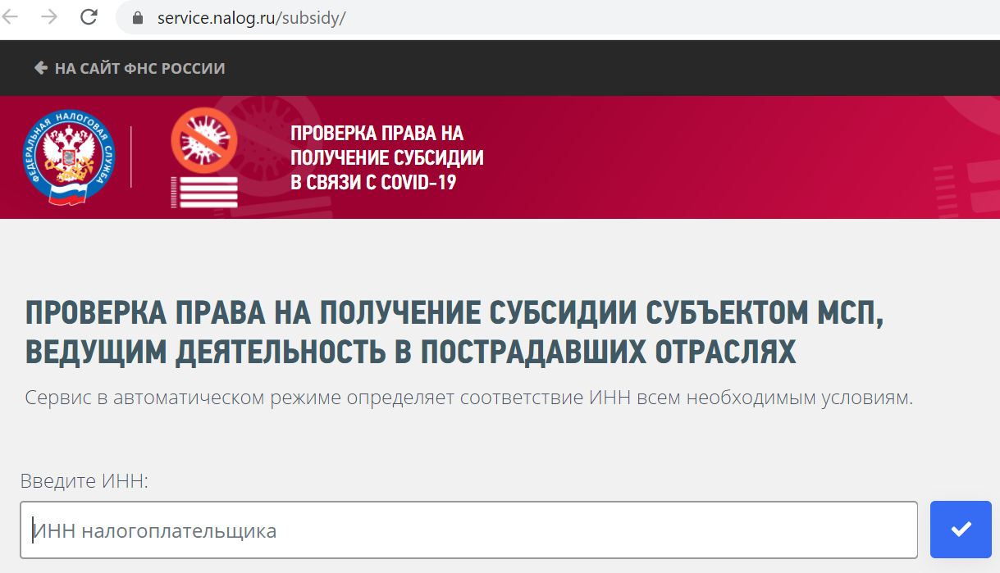 service.nalog.ru/subsidy/
НА САЙТ ФНС РОССИИ
ФЕДЕРАЛЬНАЯ НАЛОГОВАЯ СЛУЖБА
ПРОВЕРКА ПРАВА НА
ПОЛУЧЕНИЕ СУБСИДИИ
В СВЯЗИ С COVID-19
ПРОВЕРКА ПРАВА НА ПОЛУЧЕНИЕ СУБСИДИИ СУБЪЕКТОМ МСП,
ВЕДУЩИМ ДЕЯТЕЛЬНОСТЬ В ПОСТРАДАВШИХ ОТРАСЛЯХ
Сервис в автоматическом режиме определяет соответствие ИНН всем необходимым условиям.
Введите ИНН:
ИНН налогоплательщика